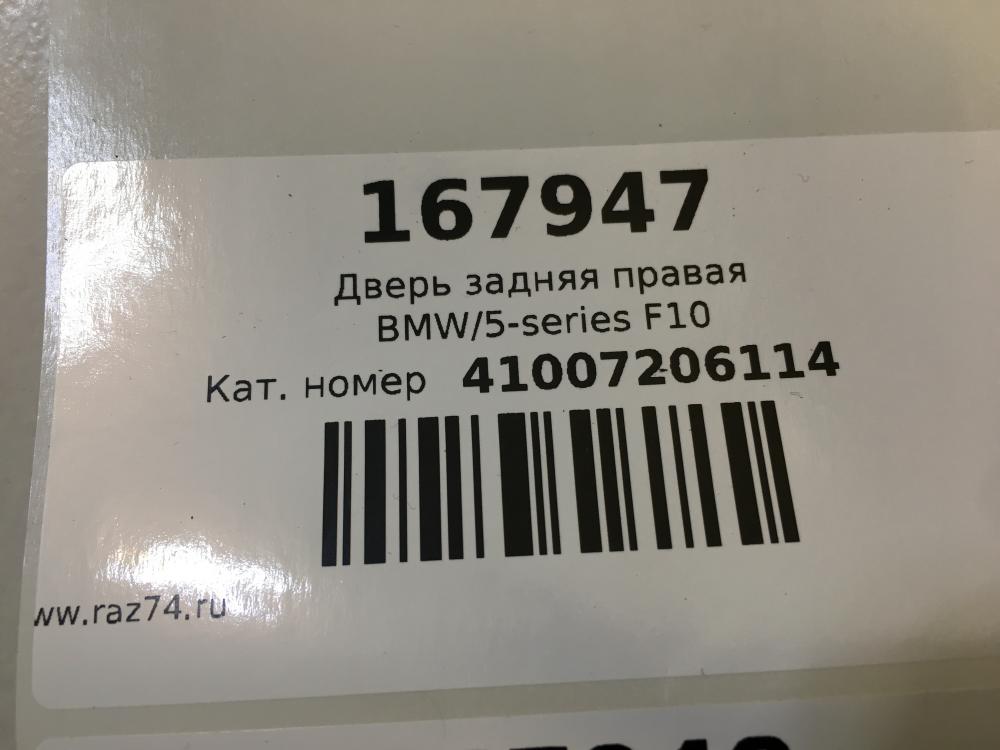 167947
Дверь задняя правая
BMW/5-series F10
Кат. номер 41007206114
ww.raz74.ru